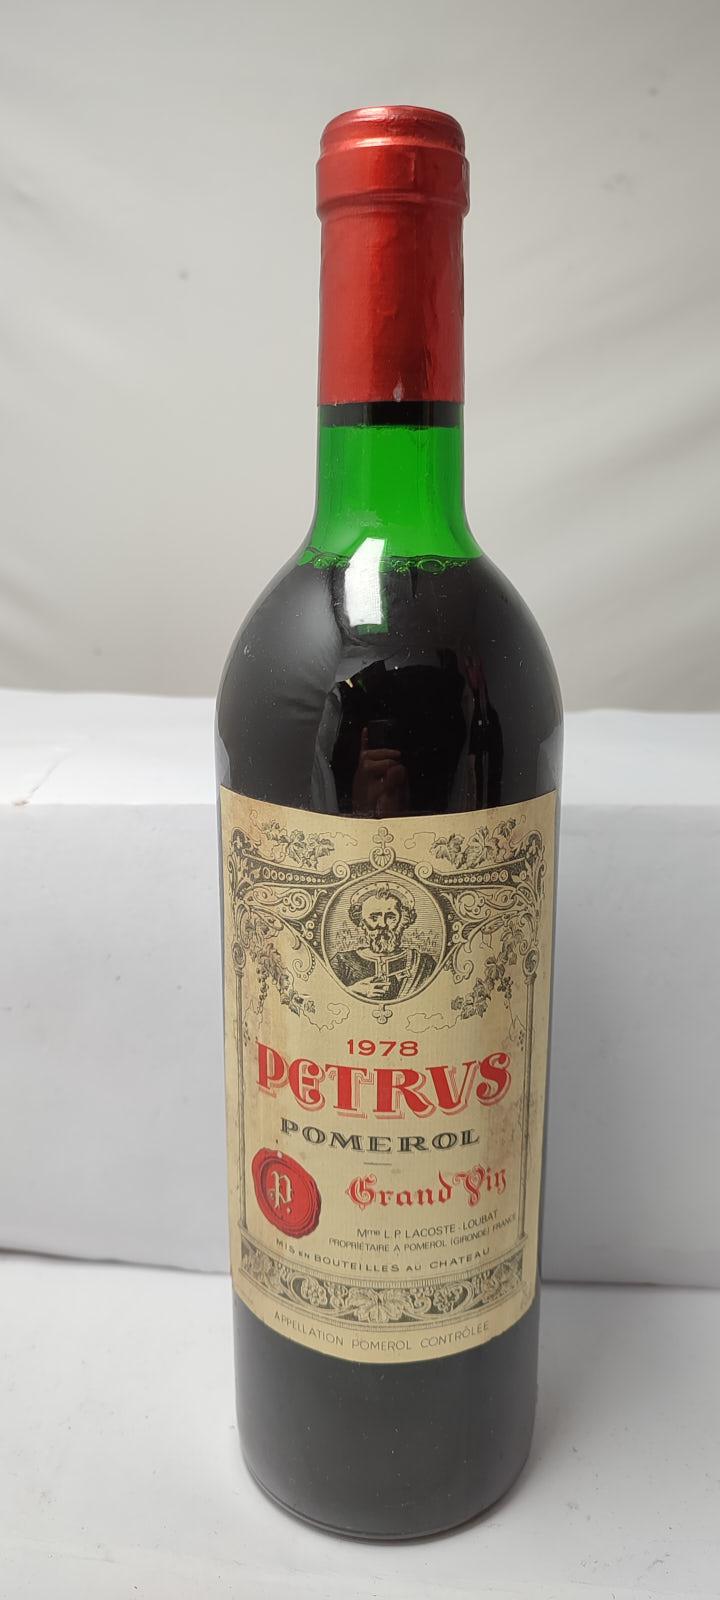 1978
PETRVS
POMEROL
Grand Vin
P.
Mme L.P. LACOSTE-LOUBAT
PROPRIÉTAIRE A POMEROL (GIRONDE) FRANCE
MIS EN BOUTEILLES AU CHATEAU
APPELLATION POMEROL CONTRÔLÉE